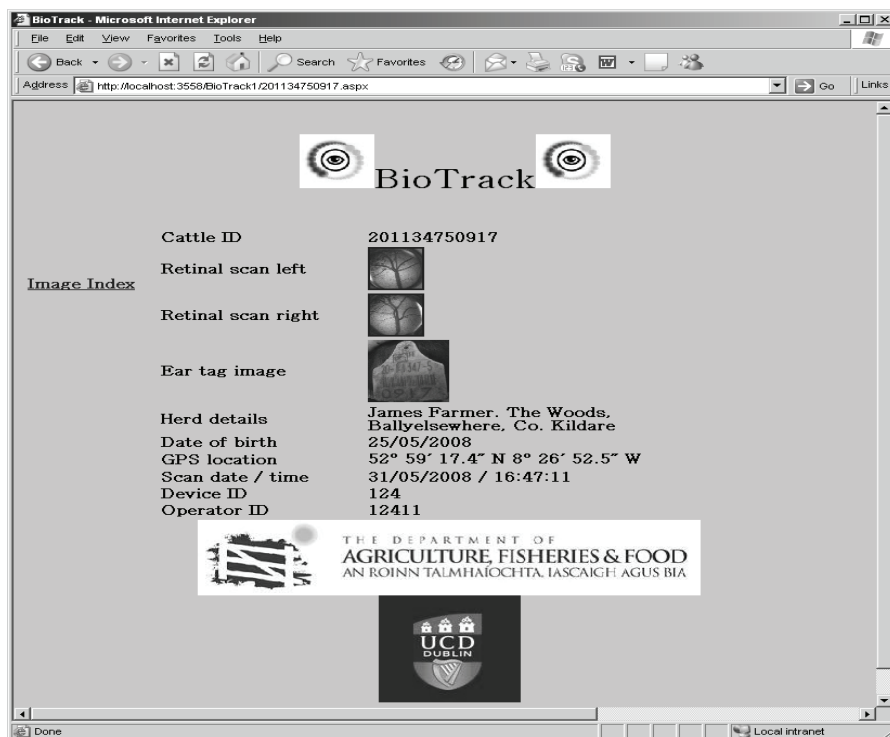 BioTrack - Microsoft Internet Explorer
File Edit View Favorites Tools Help
Back Search Favorites
Address http://localhost:3558/BioTrack1/201134750917.aspx Go Links
BioTrack
Cattle ID 201134750917
Retinal scan left
Image Index
Retinal scan right
Ear tag image
0917
Herd details James Farmer. The Woods,
Ballyelsewhere, Co. Kildare
Date of birth 25/05/2008
GPS location 52° 59′ 17.4″ N 8° 26′ 52.5″ W
Scan date / time 31/05/2008 / 16:47:11
Device ID 124
Operator ID 12411
THE DEPARTMENT OF
AGRICULTURE, FISHERIES & FOOD
AN ROINN TALMHAÍOCHTA, IASCAIGH AGUS BIA
UCD
DUBLIN
Done Local intranet